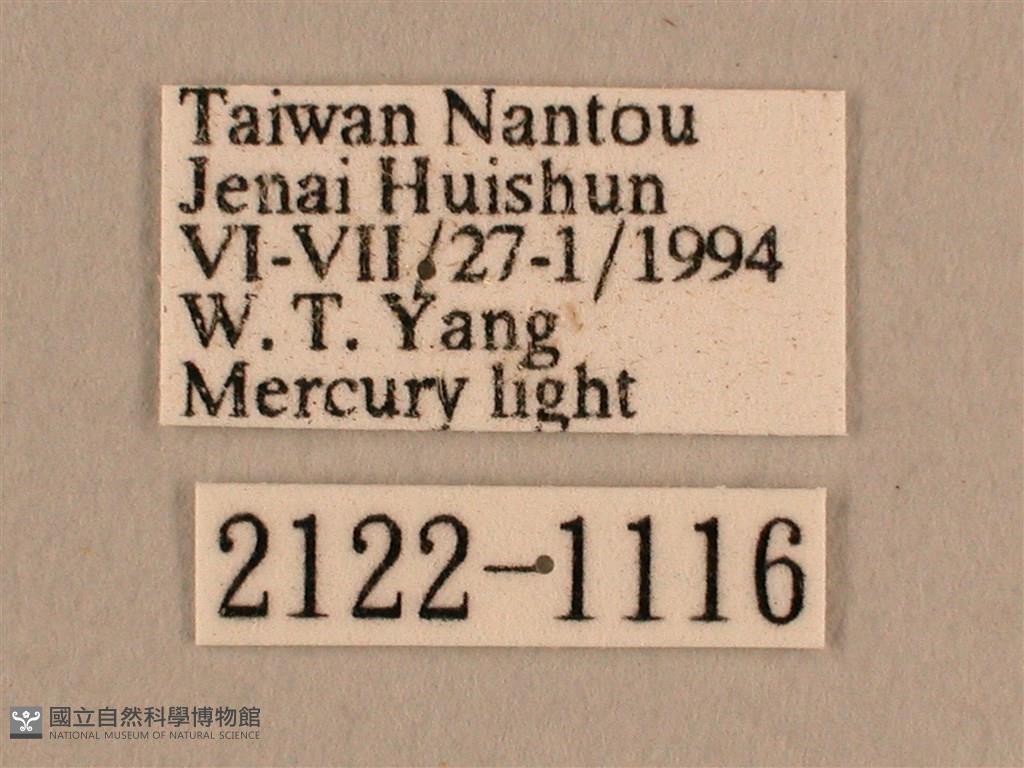 Taiwan Nantou
Jenai Huishun
VI-VII/27-1/1994
W. T. Yang
Mercury light
2122-1116
國立自然科學博物館
NATIONAL MUSEUM OF NATURAL SCIENCE